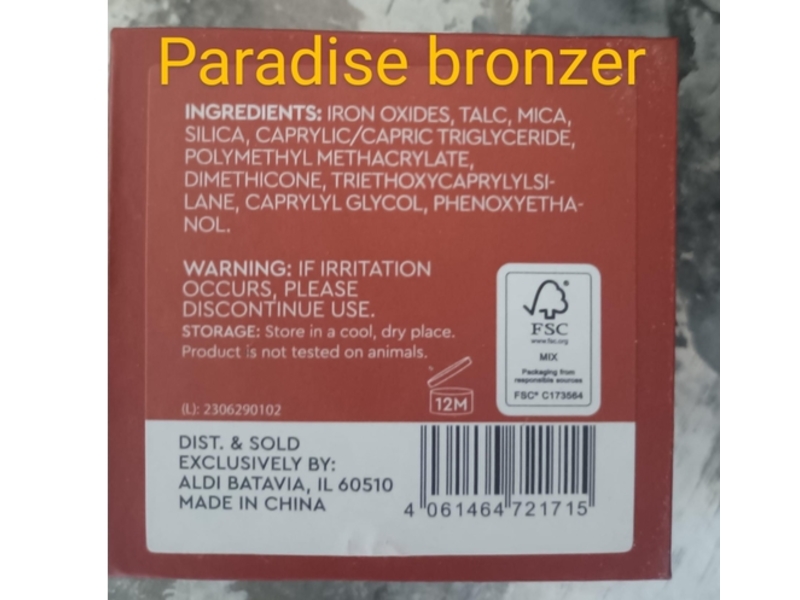 Paradise bronzer
INGREDIENTS: IRON OXIDES, TALC, MICA,
SILICA, CAPRYLIC/CAPRIC TRIGLYCERIDE,
POLYMETHYL METHACRYLATE,
DIMETHICONE, TRIETHOXYCAPRYLYLSI-
LANE, CAPRYLYL GLYCOL, PHENOXYETHA-
NOL.
WARNING: IF IRRITATION
OCCURS, PLEASE
DISCONTINUE USE.
STORAGE: Store in a cool, dry place.
Product is not tested on animals.
12M
(L): 2306290102
FSC
www.fsc.org
MIX
Packaging from
responsible sources
FSC® C173564
DIST. & SOLD
EXCLUSIVELY BY:
ALDI BATAVIA, IL 60510
MADE IN CHINA
4 061464 721715